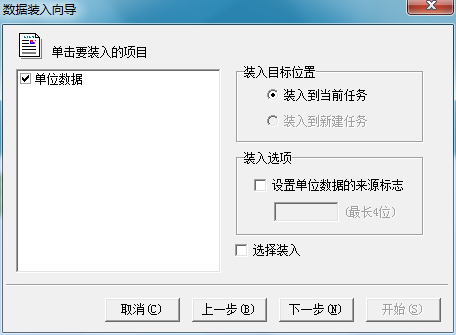 数据装入向导
单击要装入的项目
单位数据
装入目标位置
装入到当前任务
装入到新建任务
装入选项
设置单位数据的来源标志
(最长4位)
选择装入
取消(C)
上一步(B)
下一步(N)
开始(S)